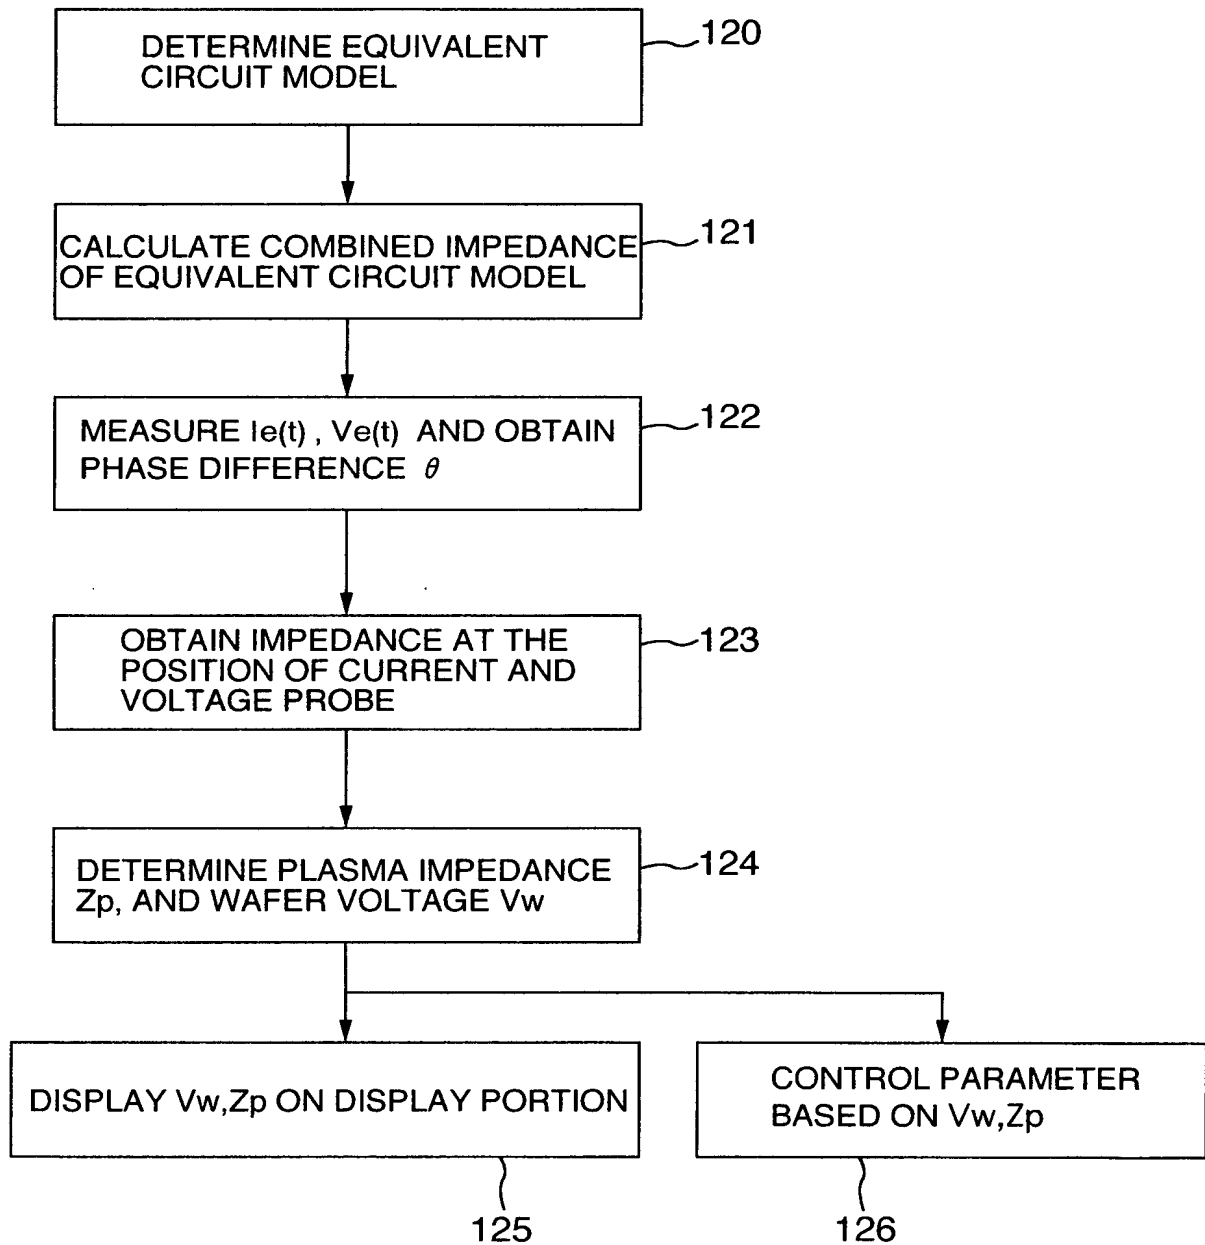 DETERMINE EQUIVALENT
CIRCUIT MODEL
120
CALCULATE COMBINED IMPEDANCE
OF EQUIVALENT CIRCUIT MODEL
121
MEASURE Ie(t) , Ve(t) AND OBTAIN
PHASE DIFFERENCE θ
122
OBTAIN IMPEDANCE AT THE
POSITION OF CURRENT AND
VOLTAGE PROBE
123
DETERMINE PLASMA IMPEDANCE
Zp, AND WAFER VOLTAGE Vw
124
DISPLAY Vw,Zp ON DISPLAY PORTION
125
CONTROL PARAMETER
BASED ON Vw,Zp
126